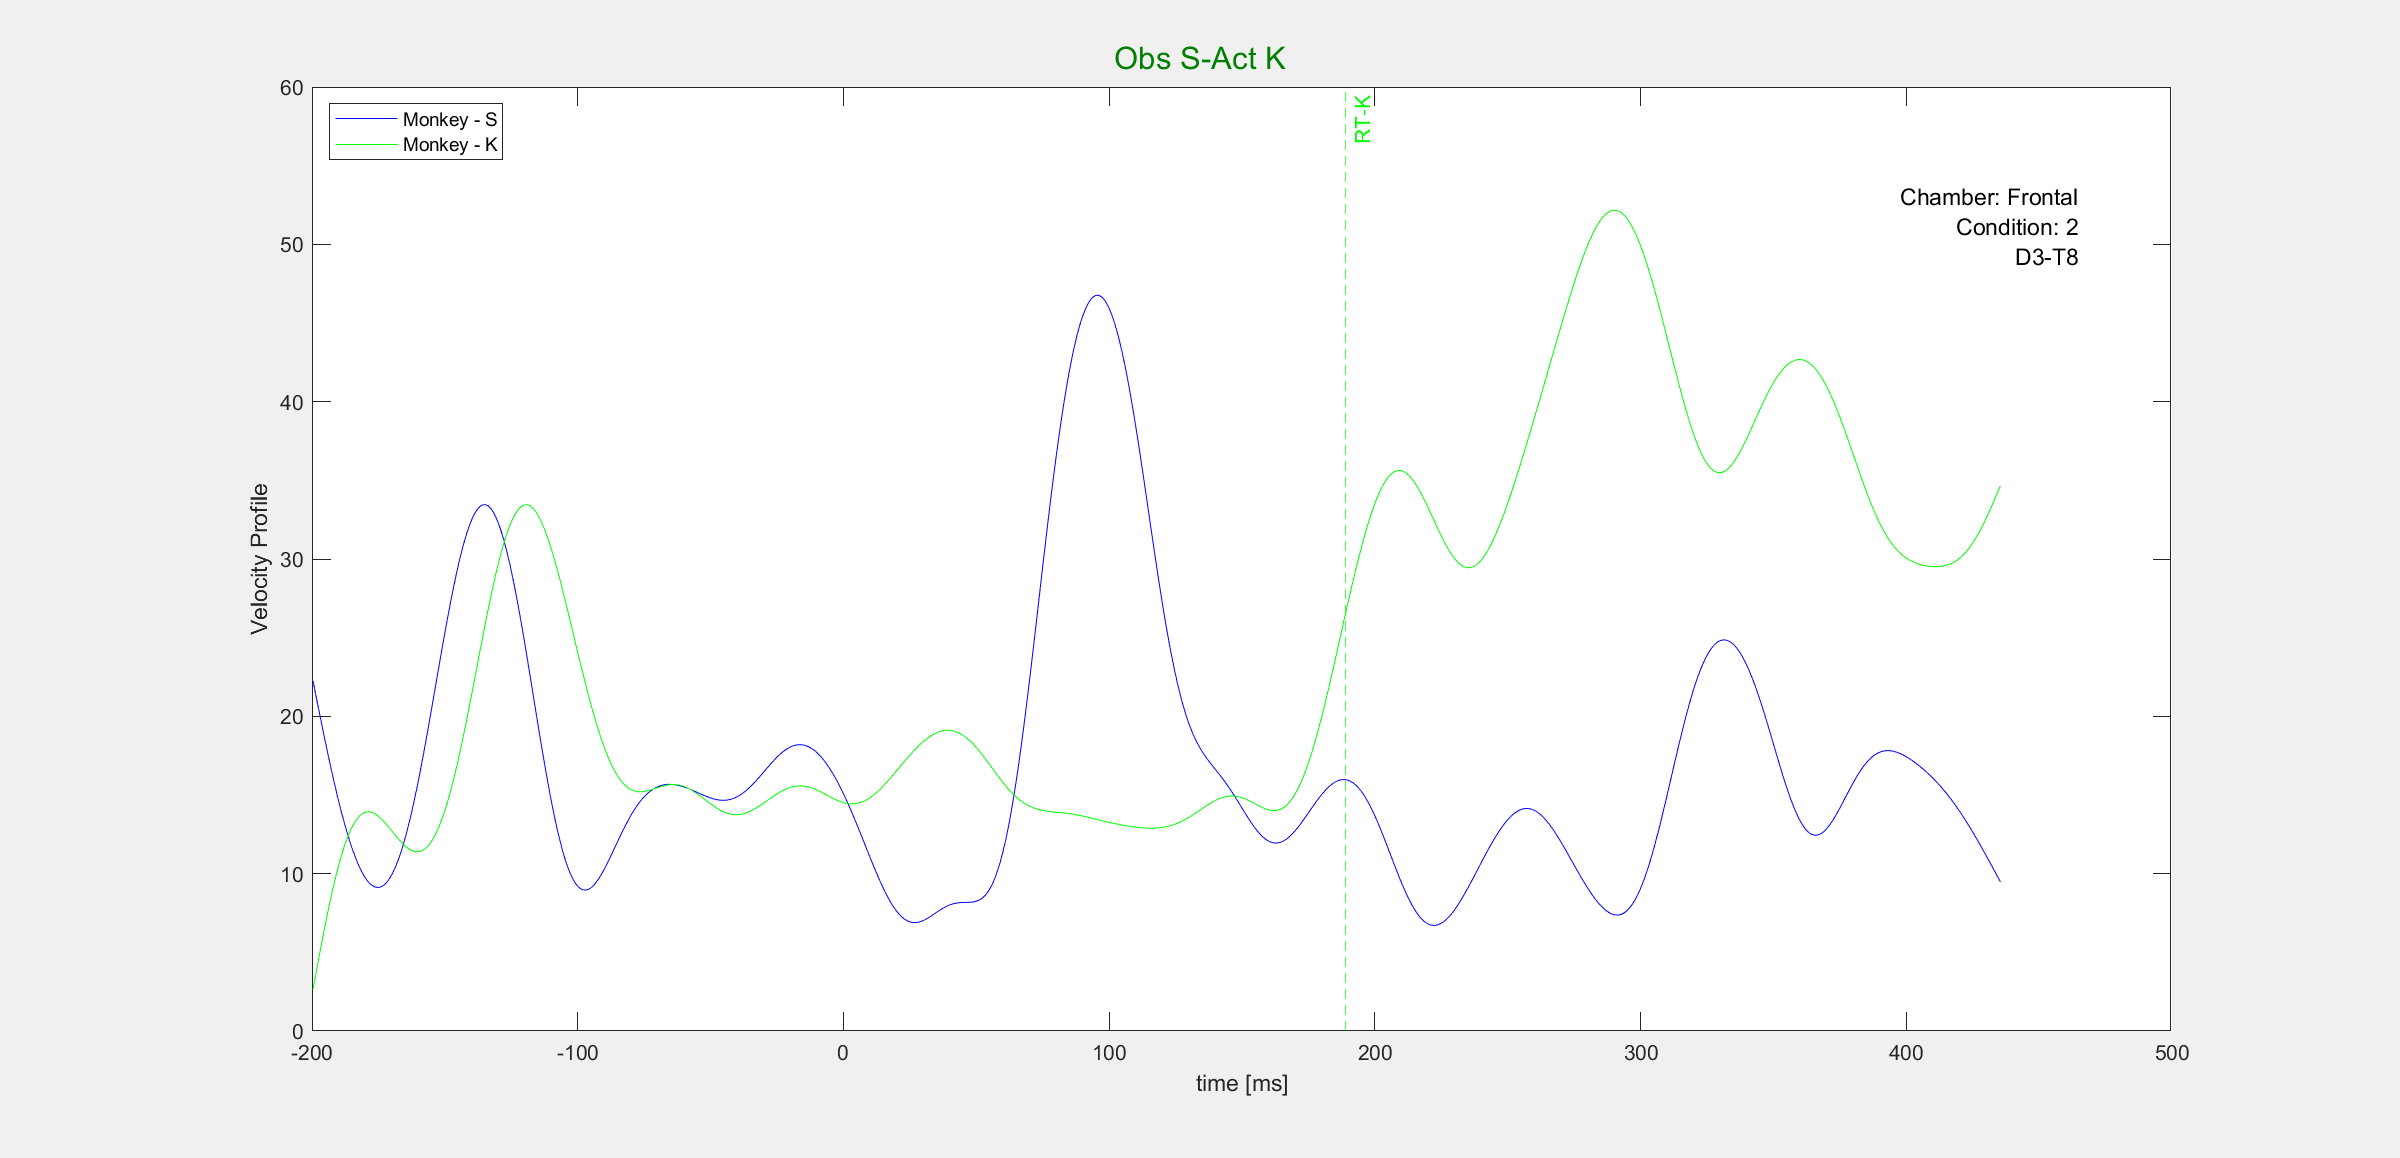 Obs S-Act K
Monkey - S
Monkey - K
RT-K
Chamber: Frontal
Condition: 2
D3-T8
Velocity Profile
60
50
40
30
20
10
0
-200 -100 0 100 200 300 400 500
time [ms]